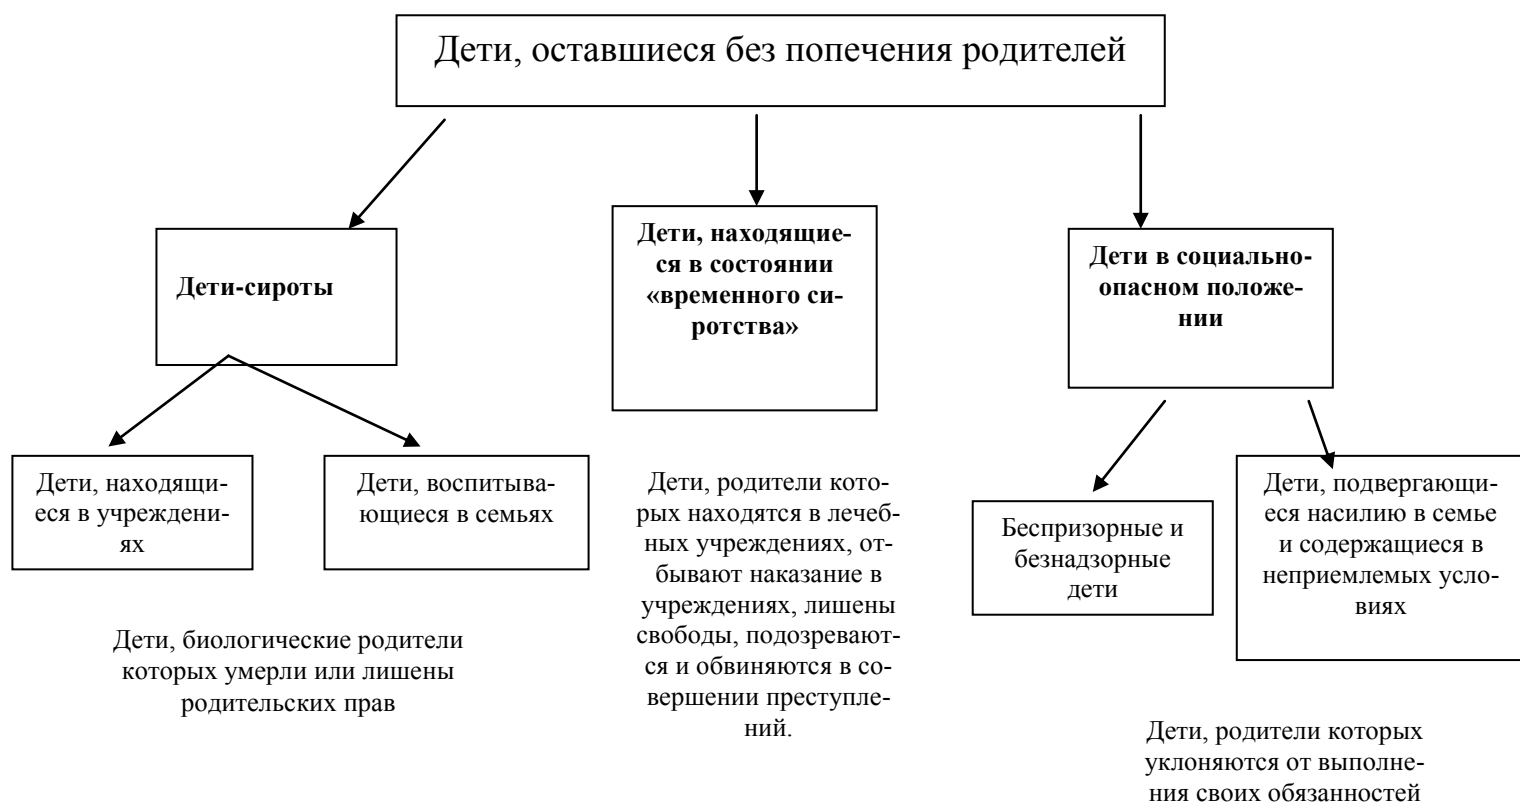 Дети, оставшиеся без попечения родителей
Дети-сироты
Дети, находящие-
ся в состоянии
«временного си-
ротства»
Дети в социально-
опасном положе-
нии
Дети, находящи-
еся в учреждени-
ях
Дети, воспитыва-
ющиеся в семьях
Дети, биологические родители
которых умерли или лишены
родительских прав
Дети, родители кото-
рых находятся в лечеб-
ных учреждениях, от-
бывают наказание в
учреждениях, лишены
свободы, подозревают-
ся и обвиняются в со-
вершении преступле-
ний.
Беспризорные и
безнадзорные
дети
Дети, подвергающи-
еся насилию в семье
и содержащиеся в
неприемлемых усло-
виях
Дети, родители которых
уклоняются от выполне-
ния своих обязанностей